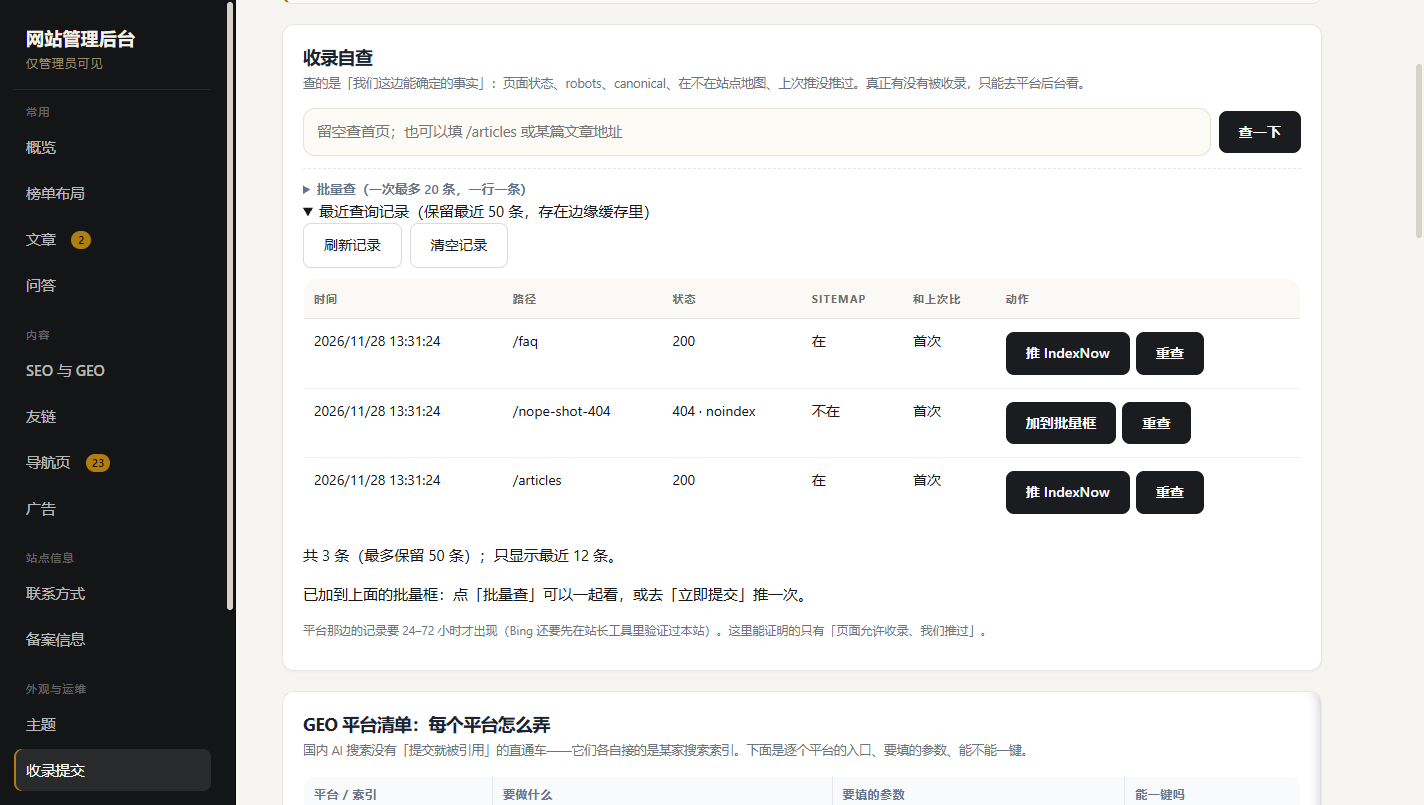 网站管理后台
仅管理员可见
常用
概览
榜单布局
文章 2
问答
内容
SEO 与 GEO
友链
导航页 23
广告
站点信息
联系方式
备案信息
外观与运维
主题
收录提交
收录自查
查的是「我们这边能确定的事实」：页面状态、robots、canonical、在不在站点地图、上次推没推过。真正有没有被收录，只能去平台后台看。
留空查首页；也可以填 /articles 或某篇文章地址
查一下
▶ 批量查（一次最多 20 条，一行一条）
▼ 最近查询记录（保留最近 50 条，存在边缘缓存里）
刷新记录 清空记录
时间 路径 状态 SITEMAP 和上次比 动作
2026/11/28 13:31:24 /faq 200 在 首次 推 IndexNow 重查
2026/11/28 13:31:24 /nope-shot-404 404 · noindex 不在 首次 加到批量框 重查
2026/11/28 13:31:24 /articles 200 在 首次 推 IndexNow 重查
共 3 条（最多保留 50 条）；只显示最近 12 条。
已加到上面的批量框：点「批量查」可以一起看，或去「立即提交」推一次。
平台那边的记录要 24–72 小时才出现（Bing 还要先在站长工具里验证过本站）。这里能证明的只有「页面允许收录、我们推过」。
GEO 平台清单：每个平台怎么弄
国内 AI 搜索没有「提交就被引用」的直通车——它们各自接的是某家搜索索引。下面是逐个平台的入口、要填的参数、能不能一键。
平台 / 索引 要做什么 要填的参数 能一键吗